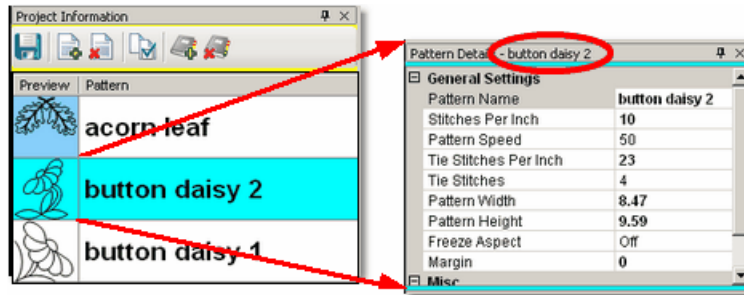 Project Information
Preview Pattern
acorn leaf
button daisy 2
button daisy 1
Pattern Details - button daisy 2
General Settings
Pattern Name button daisy 2
Stitches Per Inch 10
Pattern Speed 50
Tie Stitches Per Inch 23
Tie Stitches 4
Pattern Width 8.47
Pattern Height 9.59
Freeze Aspect Off
Margin 0
Misc